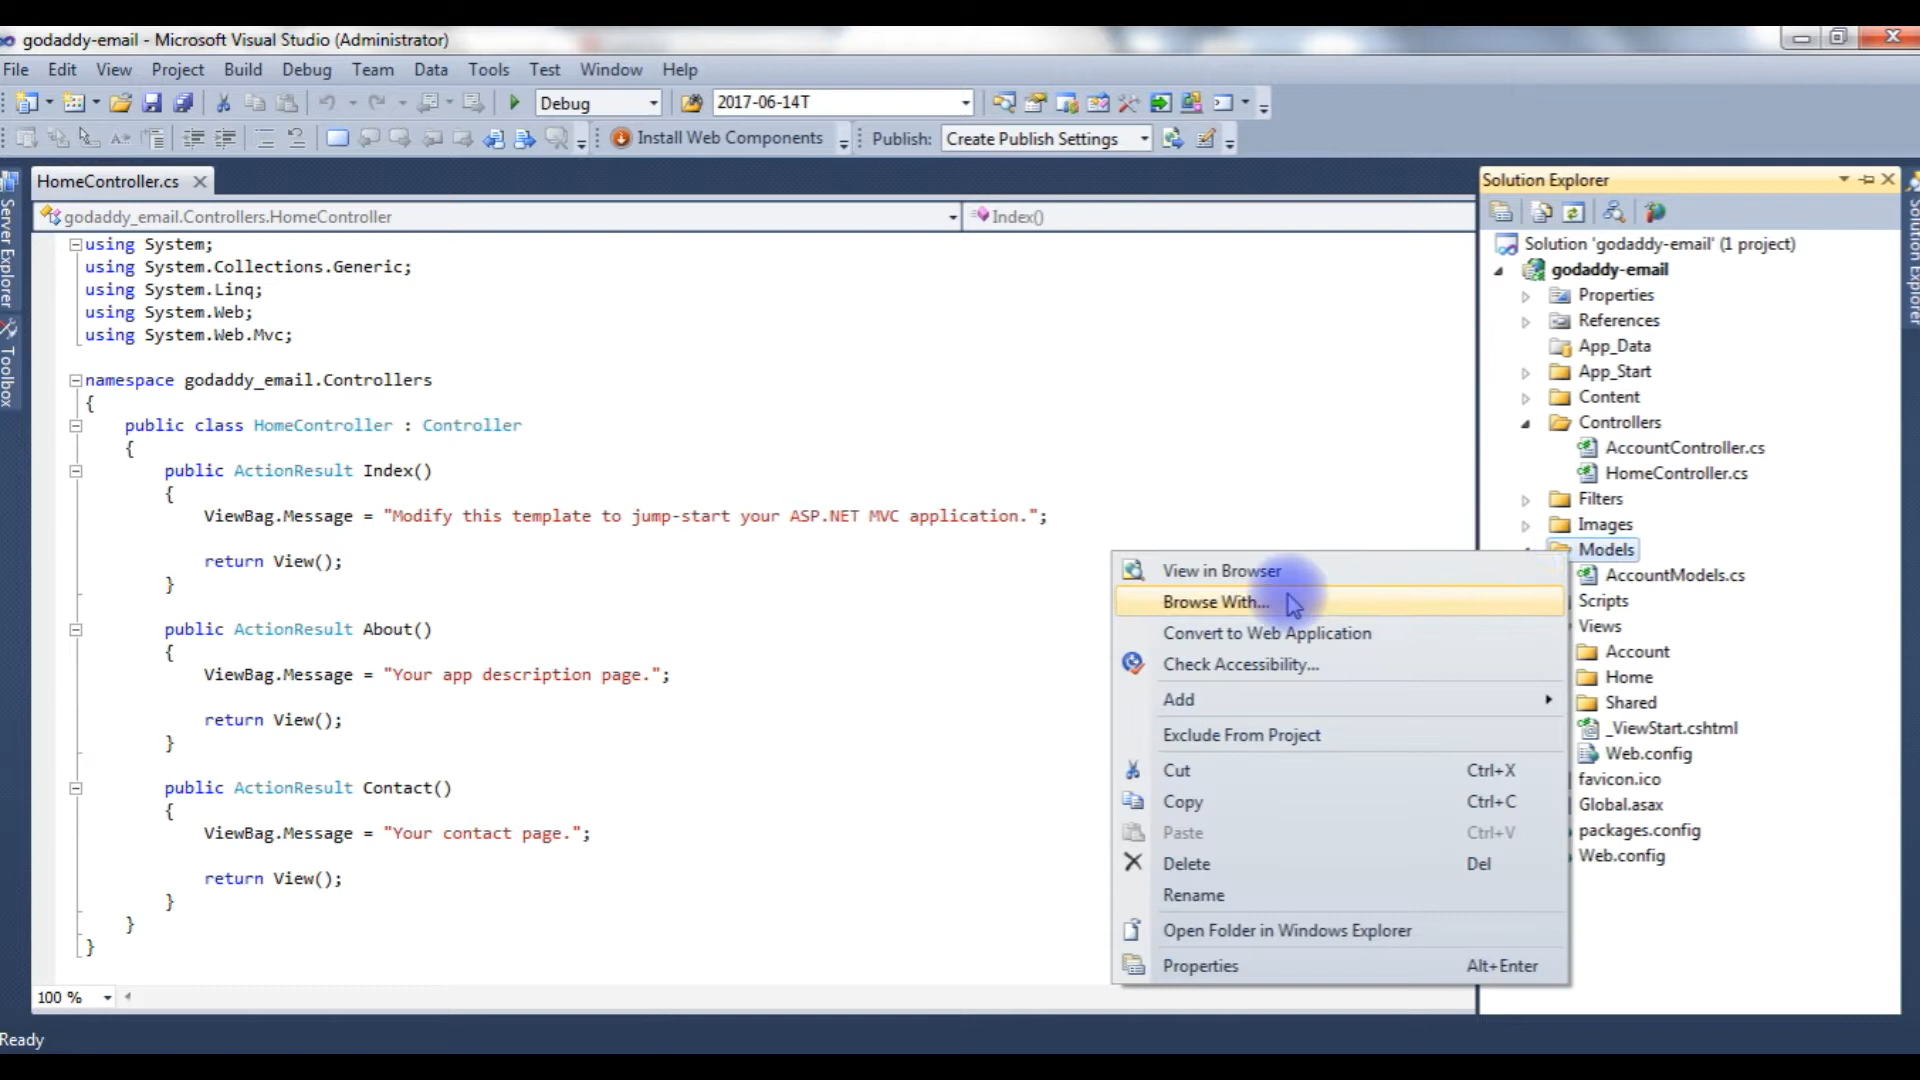 godaddy-email - Microsoft Visual Studio (Administrator)
File Edit View Project Build Debug Team Data Tools Test Window Help
Debug 2017-06-14T
Install Web Components Publish: Create Publish Settings
Server Explorer
Toolbox
HomeController.cs
godaddy_email.Controllers.HomeController Index()
using System;
using System.Collections.Generic;
using System.Linq;
using System.Web;
using System.Web.Mvc;
namespace godaddy_email.Controllers
{
public class HomeController : Controller
{
public ActionResult Index()
{
ViewBag.Message = "Modify this template to jump-start your ASP.NET MVC application.";
return View();
}
public ActionResult About()
{
ViewBag.Message = "Your app description page.";
return View();
}
public ActionResult Contact()
{
ViewBag.Message = "Your contact page.";
return View();
}
}
}
100 %
Ready
View in Browser
Browse With...
Convert to Web Application
Check Accessibility...
Add
Exclude From Project
Cut Ctrl+X
Copy Ctrl+C
Paste Ctrl+V
Delete Del
Rename
Open Folder in Windows Explorer
Properties Alt+Enter
Solution Explorer
Solution 'godaddy-email' (1 project)
godaddy-email
Properties
References
App_Data
App_Start
Content
Controllers
AccountController.cs
HomeController.cs
Filters
Images
Models
AccountModels.cs
Scripts
Views
Account
Home
Shared
_ViewStart.cshtml
Web.config
favicon.ico
Global.asax
packages.config
Web.config
Solution Explorer